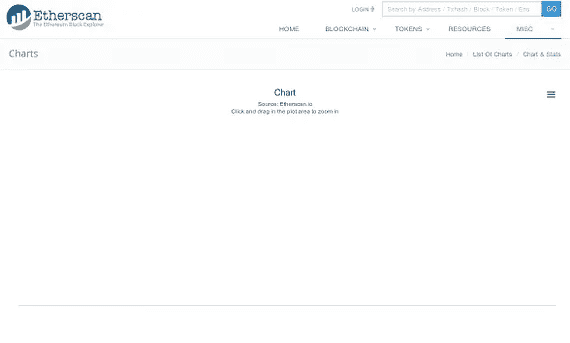 Etherscan
The Ethereum Block Explorer
LOGIN
Search by Address / Txhash / Block / Token / Ens
GO
HOME
BLOCKCHAIN
TOKENS
RESOURCES
MISC
Charts
Home / List Of Charts / Chart & Stats
Chart
Source: Etherscan.io
Click and drag in the plot area to zoom in